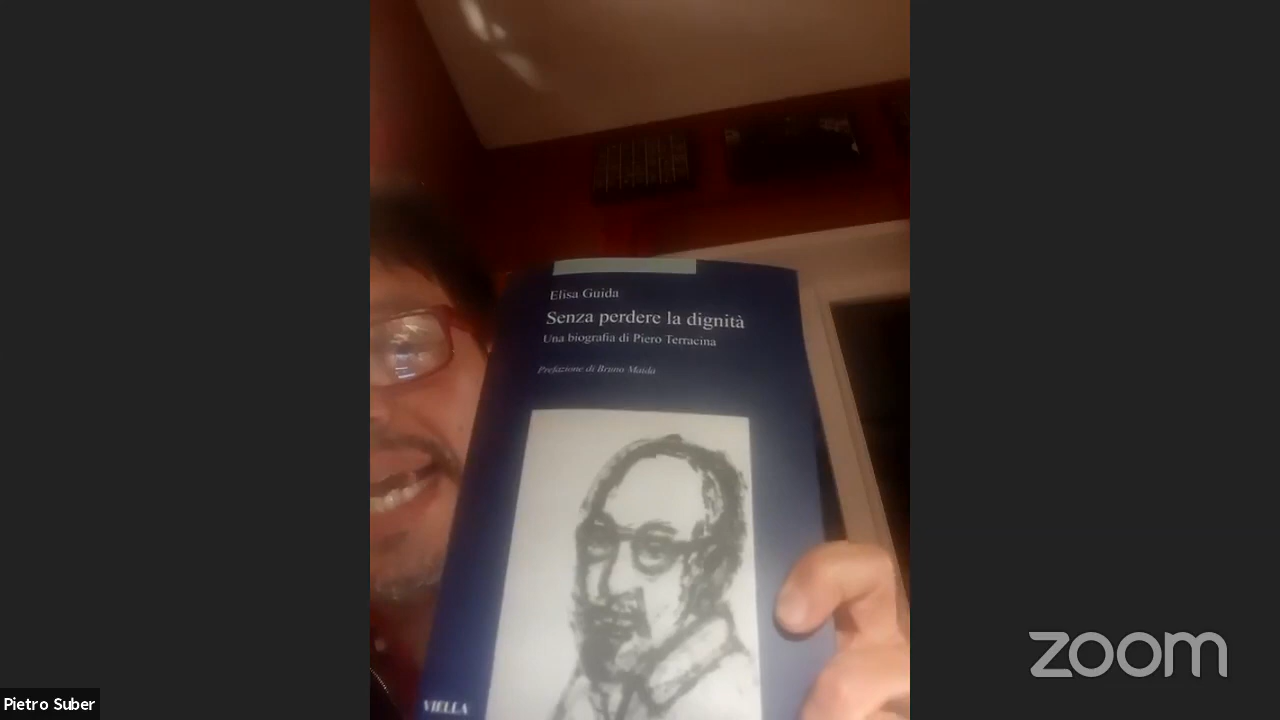 Elisa Guida
Senza perdere la dignità
Una biografia di Piero Terracina
Prefazione di Bruno Maida
VIELLA
zoom
Pietro Suber